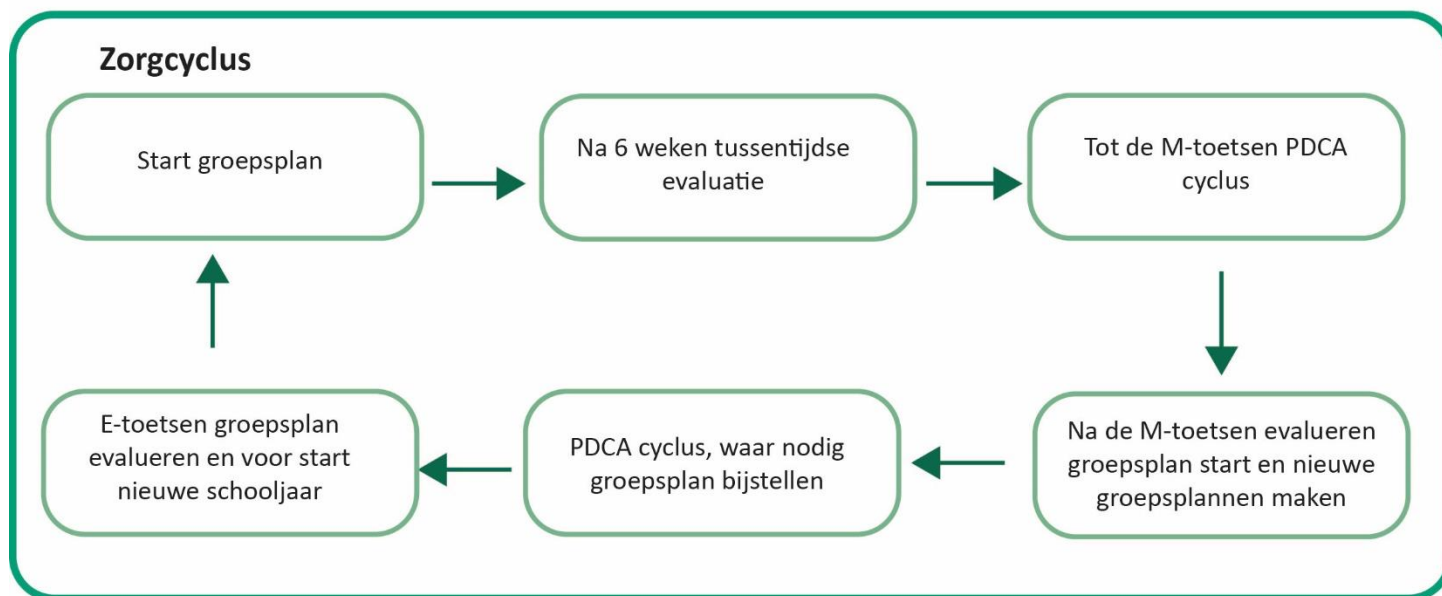 Zorgcyclus
Start groepsplan
Na 6 weken tussentijdse
evaluatie
Tot de M-toetsen PDCA
cyclus
Na de M-toetsen evalueren
groepsplan start en nieuwe
groepsplannen maken
PDCA cyclus, waar nodig
groepsplan bijstellen
E-toetsen groepsplan
evalueren en voor start
nieuwe schooljaar